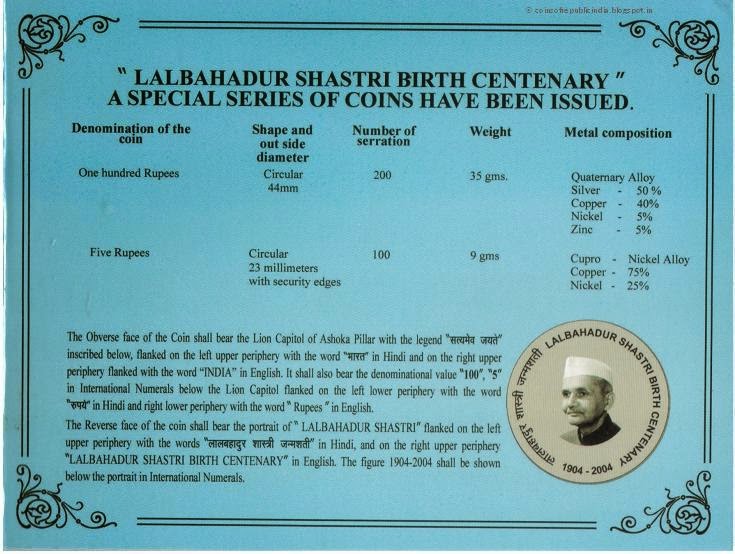 © coinsofrepublicindia.blogspot.in
" LALBAHADUR SHASTRI BIRTH CENTENARY "
A SPECIAL SERIES OF COINS HAVE BEEN ISSUED.
Denomination of the coin Shape and out side diameter Number of serration Weight Metal composition
One hundred Rupees Circular 200 35 gms. Quaternary Alloy
44mm Silver - 50 %
Copper - 40%
Nickel - 5%
Zinc - 5%
Five Rupees Circular 100 9 gms Cupro - Nickel Alloy
23 millimeters Copper - 75%
with security edges Nickel - 25%
The Obverse face of the Coin shall bear the Lion Capitol of Ashoka Pillar with the legend "सत्यमेव जयते"
inscribed below, flanked on the left upper periphery with the word "भारत" in Hindi and on the right upper
periphery flanked with the word "INDIA" in English. It shall also bear the denominational value "100", "5"
in International Numerals below the Lion Capitol flanked on the left lower periphery with the word
"रुपये" in Hindi and right lower periphery with the word " Rupees " in English.
The Reverse face of the coin shall bear the portrait of " LALBAHADUR SHASTRI" flanked on the left
upper periphery with the words "लालबहादुर शास्त्री जन्मशती" in Hindi, and on the right upper periphery
"LALBAHADUR SHASTRI BIRTH CENTENARY" in English. The figure 1904-2004 shall be shown
below the portrait in International Numerals.
लालबहादुर शास्त्री जन्मशती LALBAHADUR SHASTRI BIRTH CENTENARY
1904 - 2004